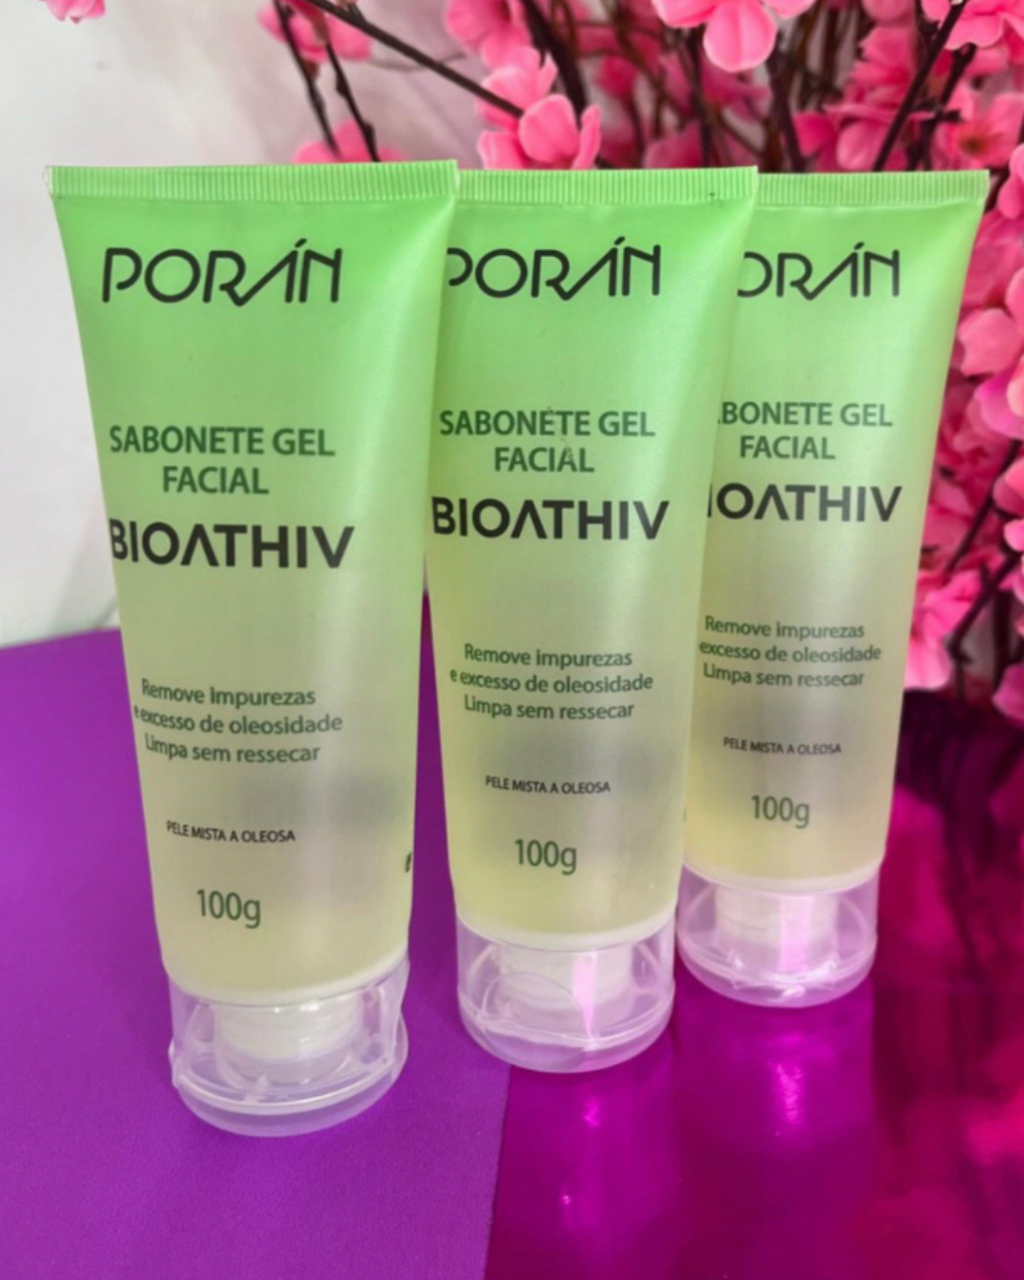 PORÁN
SABONETE GEL
FACIAL
BIOATHIV
Remove impurezas
e excesso de oleosidade
Limpa sem ressecar
PELE MISTA A OLEOSA
100g
PORÁN
SABONETE GEL
FACIAL
BIOATHIV
Remove impurezas
e excesso de oleosidade
Limpa sem ressecar
PELE MISTA A OLEOSA
100g
ORÁN
BONETE GEL
FACIAL
IOATHIV
Remove impurezas
excesso de oleosidade
Limpa sem ressecar
PELE MISTA A OLEOSA
100g